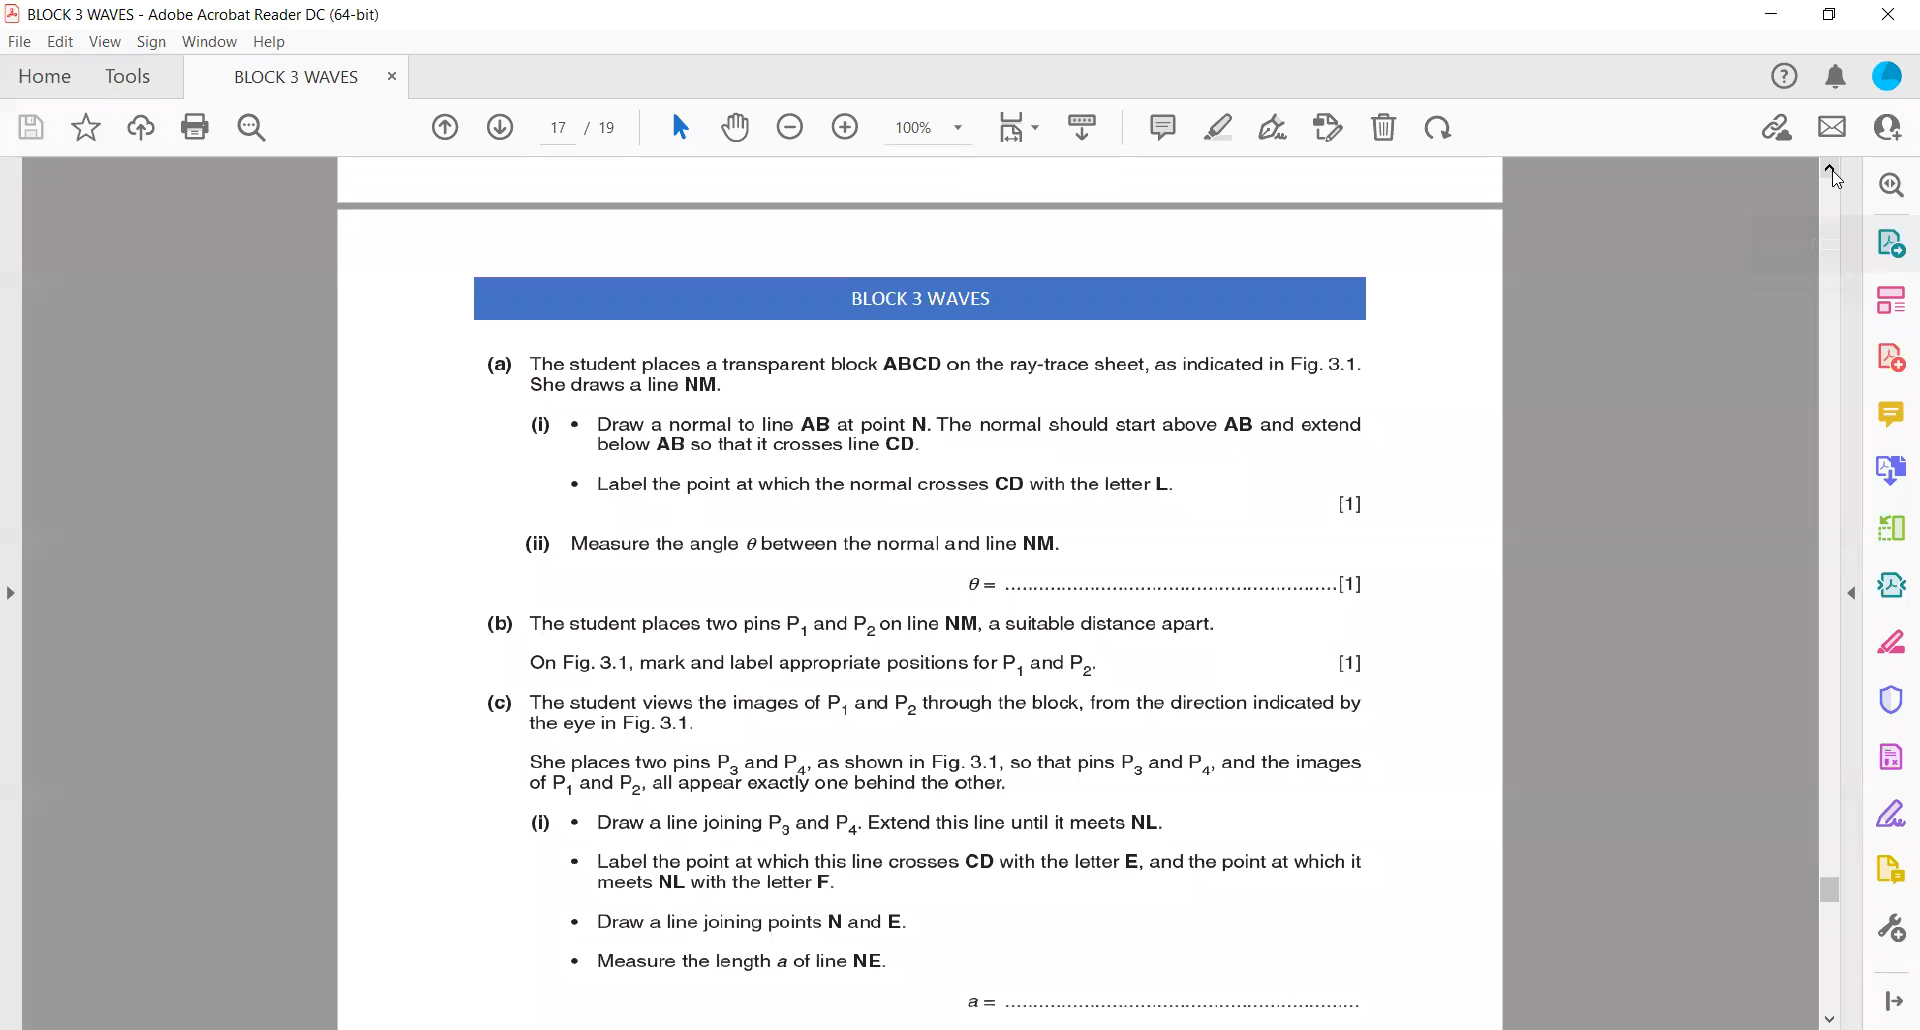 BLOCK 3 WAVES - Adobe Acrobat Reader DC (64-bit)
File Edit View Sign Window Help
Home Tools BLOCK 3 WAVES ×
17 / 19 100%
BLOCK 3 WAVES
(a) The student places a transparent block ABCD on the ray-trace sheet, as indicated in Fig. 3.1.
She draws a line NM.
(i) • Draw a normal to line AB at point N. The normal should start above AB and extend
below AB so that it crosses line CD.
• Label the point at which the normal crosses CD with the letter L.
[1]
(ii) Measure the angle θ between the normal and line NM.
θ = ............................................................[1]
(b) The student places two pins P1 and P2 on line NM, a suitable distance apart.
On Fig. 3.1, mark and label appropriate positions for P1 and P2. [1]
(c) The student views the images of P1 and P2 through the block, from the direction indicated by
the eye in Fig. 3.1.
She places two pins P3 and P4, as shown in Fig. 3.1, so that pins P3 and P4, and the images
of P1 and P2, all appear exactly one behind the other.
(i) • Draw a line joining P3 and P4. Extend this line until it meets NL.
• Label the point at which this line crosses CD with the letter E, and the point at which it
meets NL with the letter F.
• Draw a line joining points N and E.
• Measure the length a of line NE.
a = ................................................................